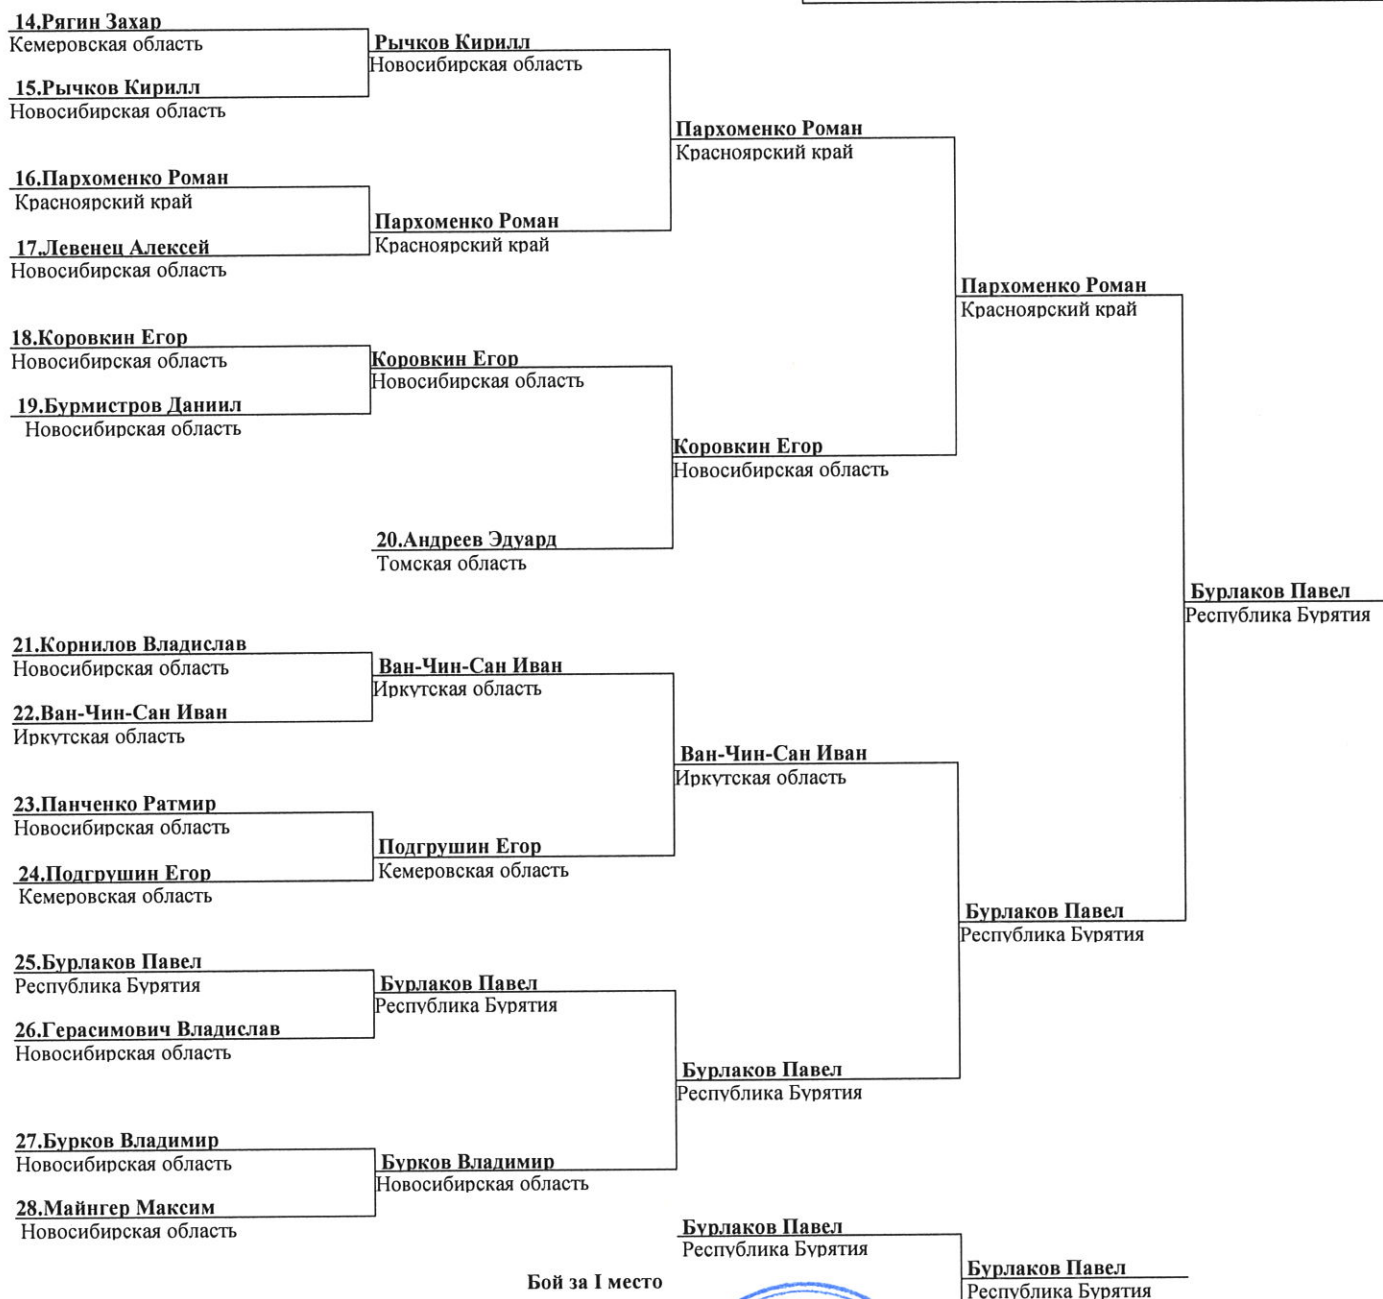 14.Рягин Захар
Кемеровская область
Рычков Кирилл
Новосибирская область
15.Рычков Кирилл
Новосибирская область
Пархоменко Роман
Красноярский край
16.Пархоменко Роман
Красноярский край
Пархоменко Роман
Красноярский край
17.Левенец Алексей
Новосибирская область
Пархоменко Роман
Красноярский край
18.Коровкин Егор
Новосибирская область
Коровкин Егор
Новосибирская область
19.Бурмистров Даниил
Новосибирская область
Коровкин Егор
Новосибирская область
20.Андреев Эдуард
Томская область
Бурлаков Павел
Республика Бурятия
21.Корнилов Владислав
Новосибирская область
Ван-Чин-Сан Иван
Иркутская область
22.Ван-Чин-Сан Иван
Иркутская область
Ван-Чин-Сан Иван
Иркутская область
23.Панченко Ратмир
Новосибирская область
Подгрушин Егор
Кемеровская область
24.Подгрушин Егор
Кемеровская область
Бурлаков Павел
Республика Бурятия
25.Бурлаков Павел
Республика Бурятия
Бурлаков Павел
Республика Бурятия
26.Герасимович Владислав
Новосибирская область
Бурлаков Павел
Республика Бурятия
27.Бурков Владимир
Новосибирская область
Бурков Владимир
Новосибирская область
28.Майнгер Максим
Новосибирская область
Бурлаков Павел
Республика Бурятия
Бой за I место
Бурлаков Павел
Республика Бурятия